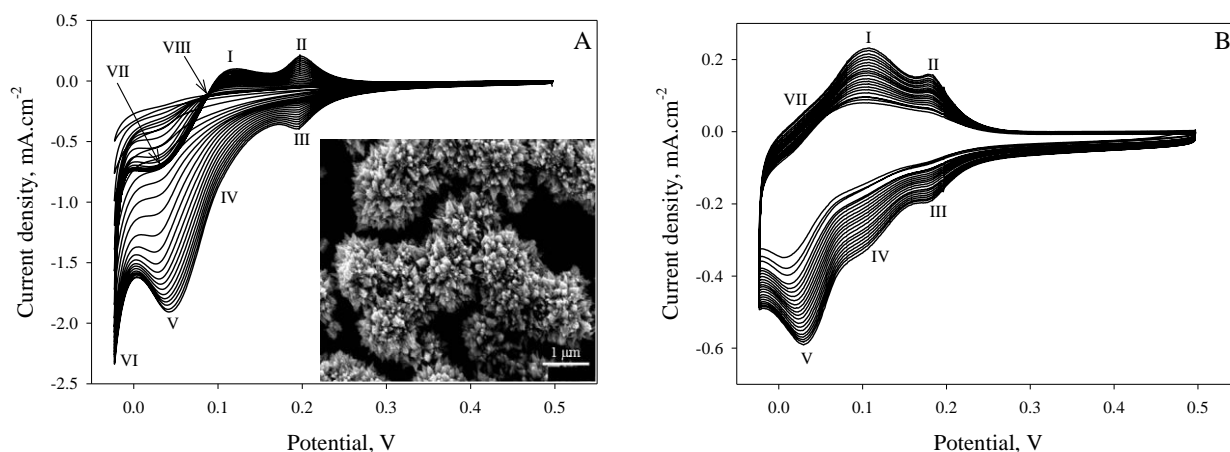 A
VIII
I
II
VII
III
IV
V
VI
1 µm
0.5
0.0
-0.5
-1.0
-1.5
-2.0
-2.5
0.0
0.1
0.2
0.3
0.4
0.5
Current density, mA.cm-2
Potential, V
B
I
II
VII
III
IV
V
0.2
0.0
-0.2
-0.4
-0.6
0.0
0.1
0.2
0.3
0.4
0.5
Current density, mA.cm-2
Potential, V